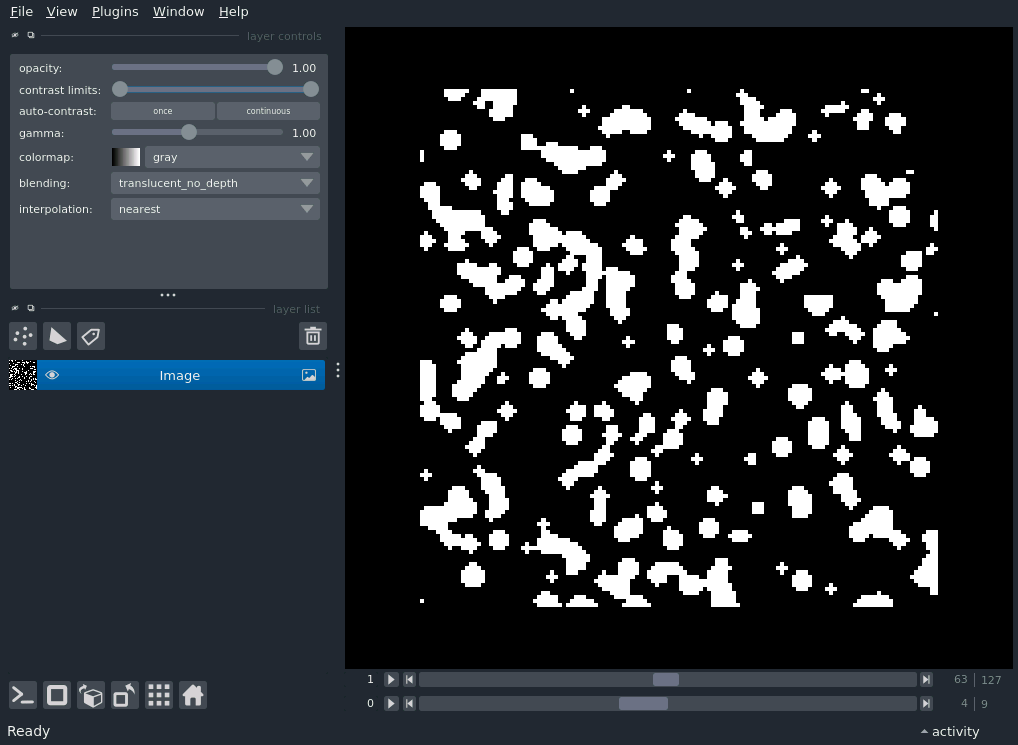 File View Plugins Window Help
layer controls
opacity: 1.00
contrast limits:
auto-contrast: once continuous
gamma: 1.00
colormap: gray
blending: translucent_no_depth
interpolation: nearest
layer list
Image
1 63 127
0 4 9
Ready activity